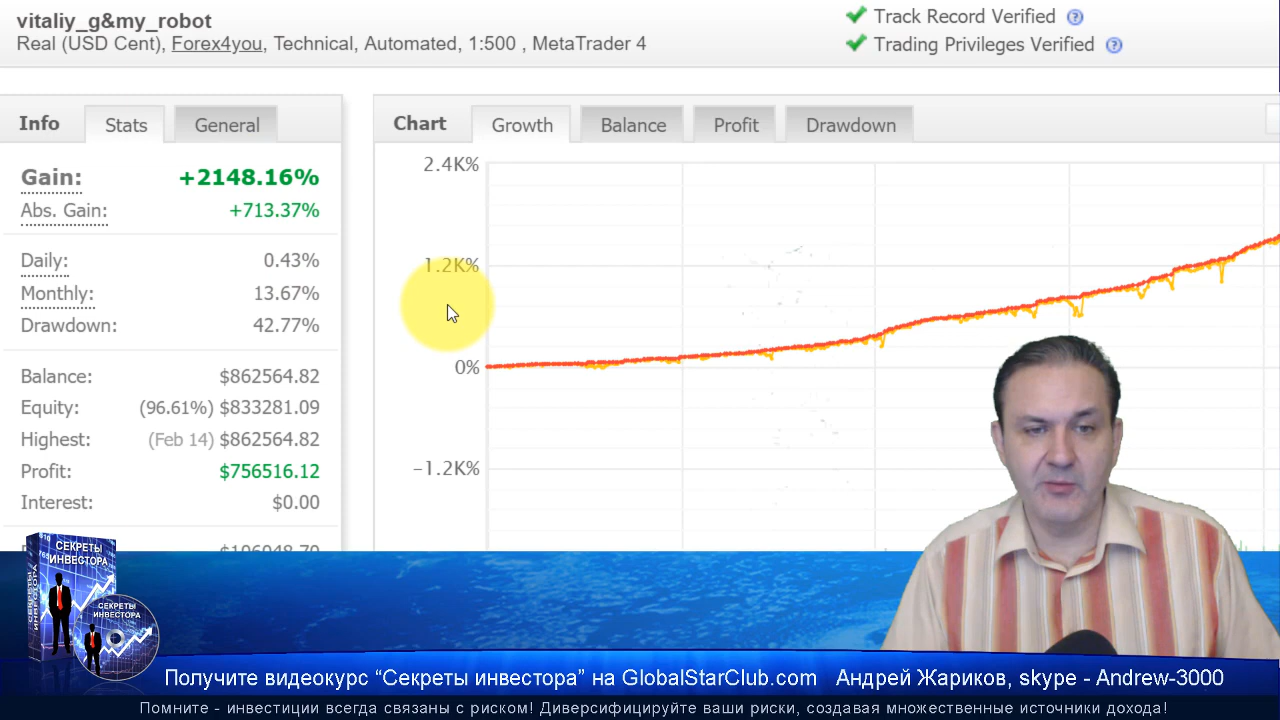 vitaliy_g&my_robot
Real (USD Cent), Forex4you, Technical, Automated, 1:500 , MetaTrader 4
Track Record Verified ?
Trading Privileges Verified ?
Info Stats General
Chart Growth Balance Profit Drawdown
Gain: +2148.16%
Abs. Gain: +713.37%
Daily: 0.43%
Monthly: 13.67%
Drawdown: 42.77%
Balance: $862564.82
Equity: (96.61%) $833281.09
Highest: (Feb 14) $862564.82
Profit: $756516.12
Interest: $0.00
2.4K%
1.2K%
0%
−1.2K%
СЕКРЕТЫ
ИНВЕСТОРА
СЕКРЕТЫ
ИНВЕСТОРА
СЕКРЕТЫ
ИНВЕСТОРА
Получите видеокурс “Секреты инвестора” на GlobalStarClub.com Андрей Жариков, skype - Andrew-3000
Помните - инвестиции всегда связаны с риском! Диверсифицируйте ваши риски, создавая множественные источники дохода!